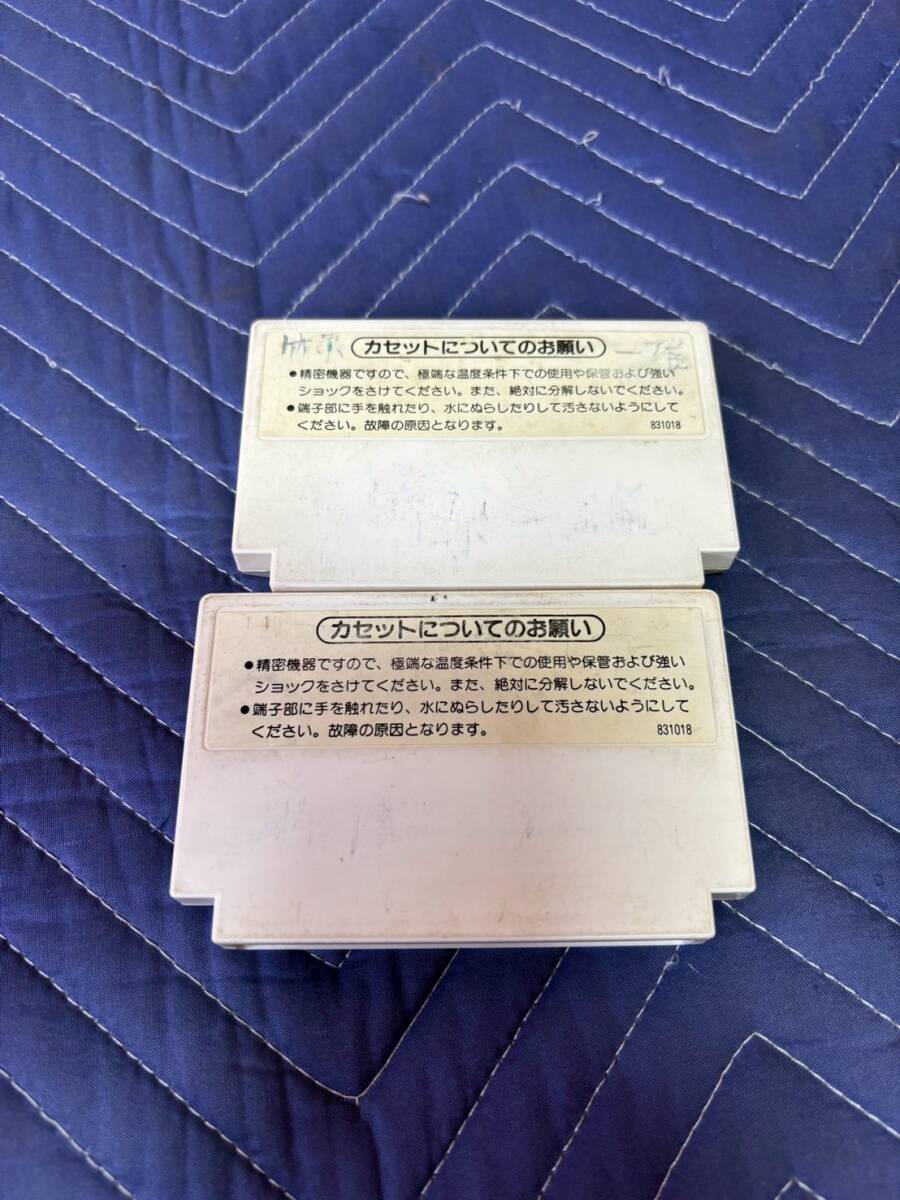 カセットについてのお願い
●精密機器ですので、極端な温度条件下での使用や保管および強い
ショックをさけてください。また、絶対に分解しないでください。
●端子部に手を触れたり、水にぬらしたりして汚さないようにして
ください。故障の原因となります。 831018
カセットについてのお願い
●精密機器ですので、極端な温度条件下での使用や保管および強い
ショックをさけてください。また、絶対に分解しないでください。
●端子部に手を触れたり、水にぬらしたりして汚さないようにして
ください。故障の原因となります。 831018